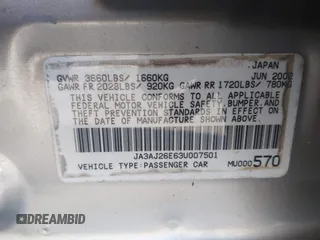 JAPAN
GVWR 3660LBS/ 1660KG JUN 2002
GAWR FR 2028LBS/ 920KG GAWR RR 1720LBS/ 780KG
THIS VEHICLE CONFORMS TO ALL APPLICABLE
FEDERAL MOTOR VEHICLE SAFETY, BUMPER, AND
THEFT PREVENTION STANDARDS IN EFFECT ON
THE DATE OF MANUFACTURE SHOWN ABOVE.
JA3AJ26E63U007501
VEHICLE TYPE: PASSENGER CAR MU000570
DREAMBID